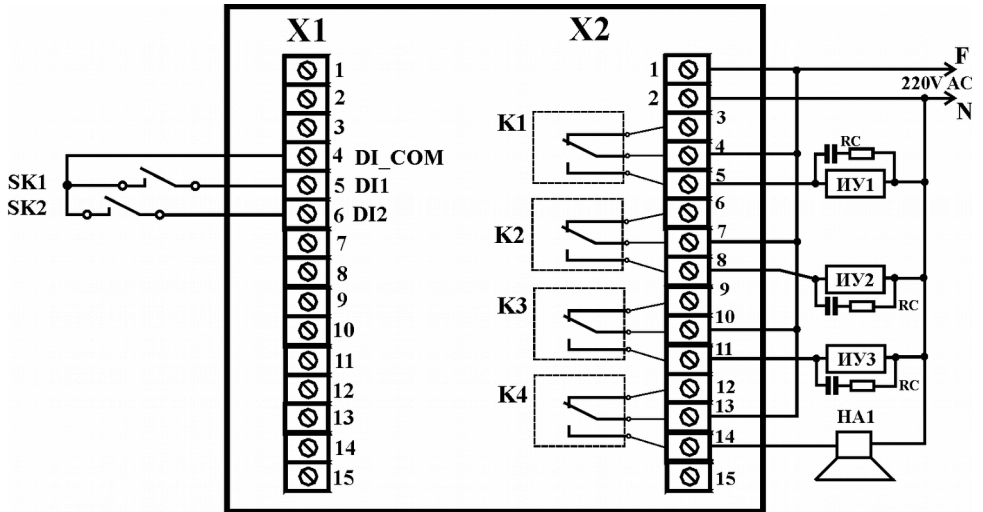 X1
X2
1
2
3
4 DI_COM
5 DI1
6 DI2
7
8
9
10
11
12
13
14
15
SK1
SK2
K1
K2
K3
K4
1
2
3
4
5
6
7
8
9
10
11
12
13
14
15
F
220V AC
N
RC
ИУ1
ИУ2
RC
ИУ3
RC
HA1